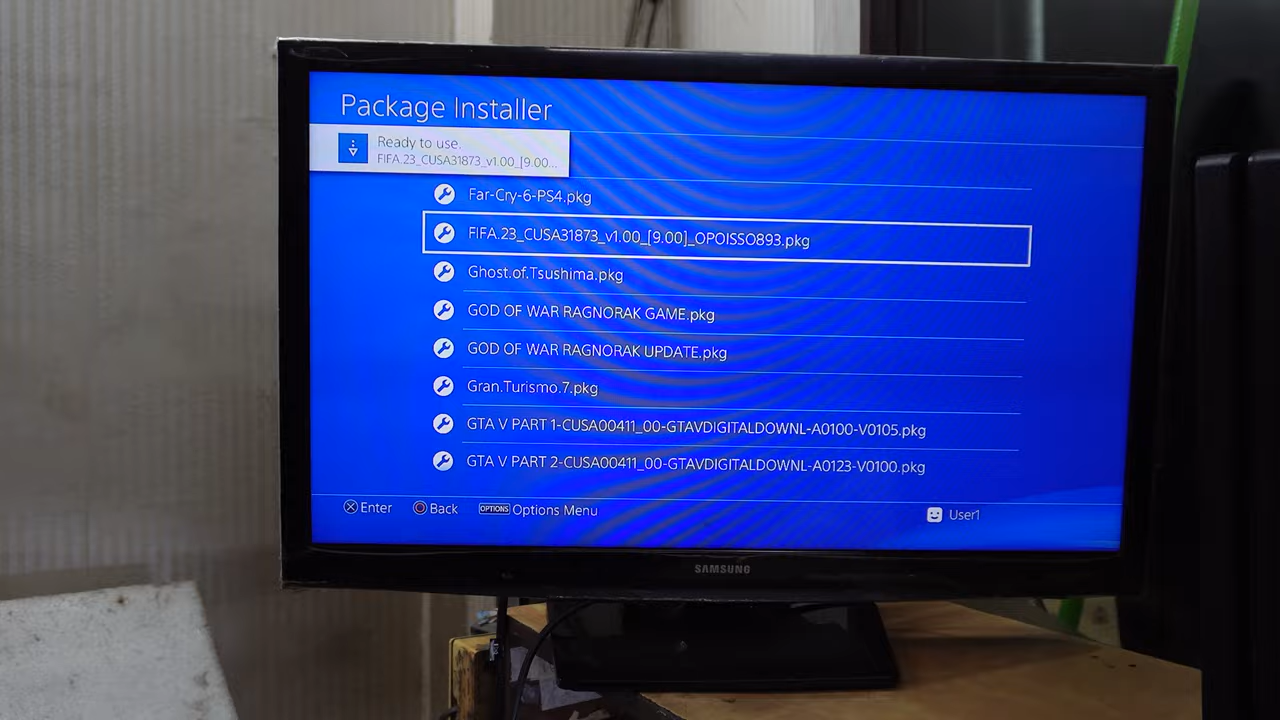 Package Installer
Ready to use.
FIFA.23_CUSA31873_v1.00_[9.00...
Far-Cry-6-PS4.pkg
FIFA.23_CUSA31873_v1.00_[9.00]_OPOISSO893.pkg
Ghost.of.Tsushima.pkg
GOD OF WAR RAGNORAK GAME.pkg
GOD OF WAR RAGNORAK UPDATE.pkg
Gran.Turismo.7.pkg
GTA V PART 1-CUSA00411_00-GTAVDIGITALDOWNL-A0100-V0105.pkg
GTA V PART 2-CUSA00411_00-GTAVDIGITALDOWNL-A0123-V0100.pkg
Enter Back OPTIONS Options Menu User1
SAMSUNG